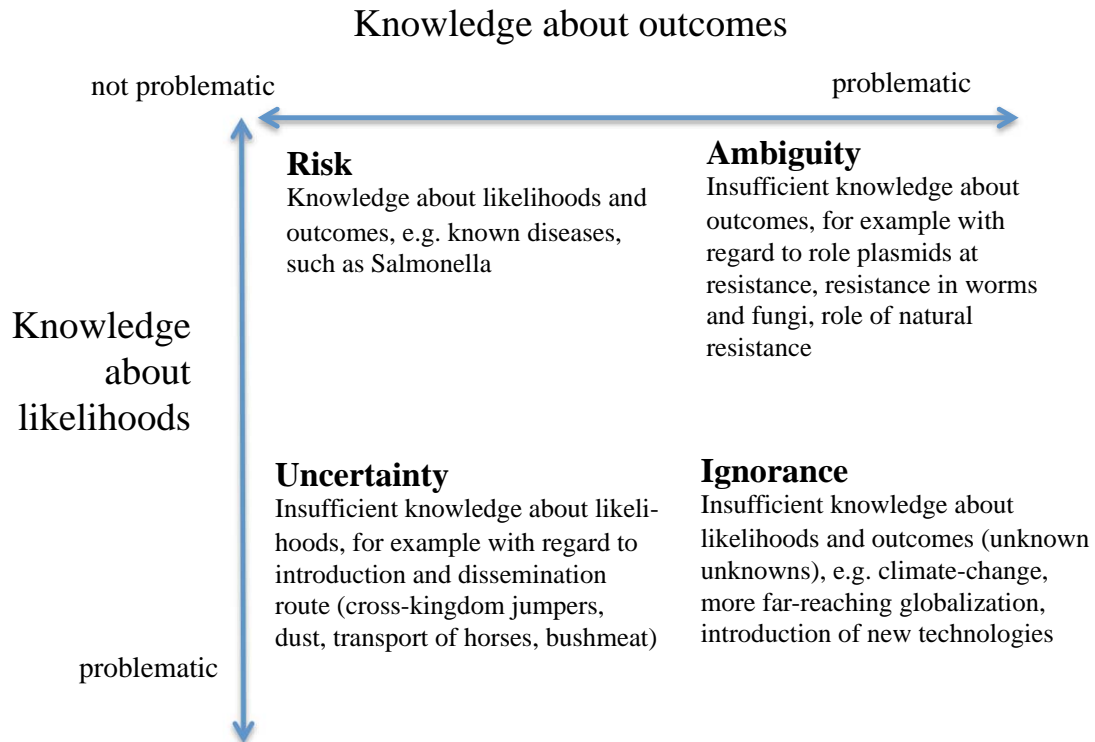 Knowledge about outcomes
not problematic
problematic
Risk
Knowledge about likelihoods and
outcomes, e.g. known diseases,
such as Salmonella
Ambiguity
Insufficient knowledge about
outcomes, for example with
regard to role plasmids at
resistance, resistance in worms
and fungi, role of natural
resistance
Knowledge
about
likelihoods
Uncertainty
Insufficient knowledge about likeli-
hoods, for example with regard to
introduction and dissemination
route (cross-kingdom jumpers,
dust, transport of horses, bushmeat)
Ignorance
Insufficient knowledge about
likelihoods and outcomes (unknown
unknowns), e.g. climate-change,
more far-reaching globalization,
introduction of new technologies
problematic